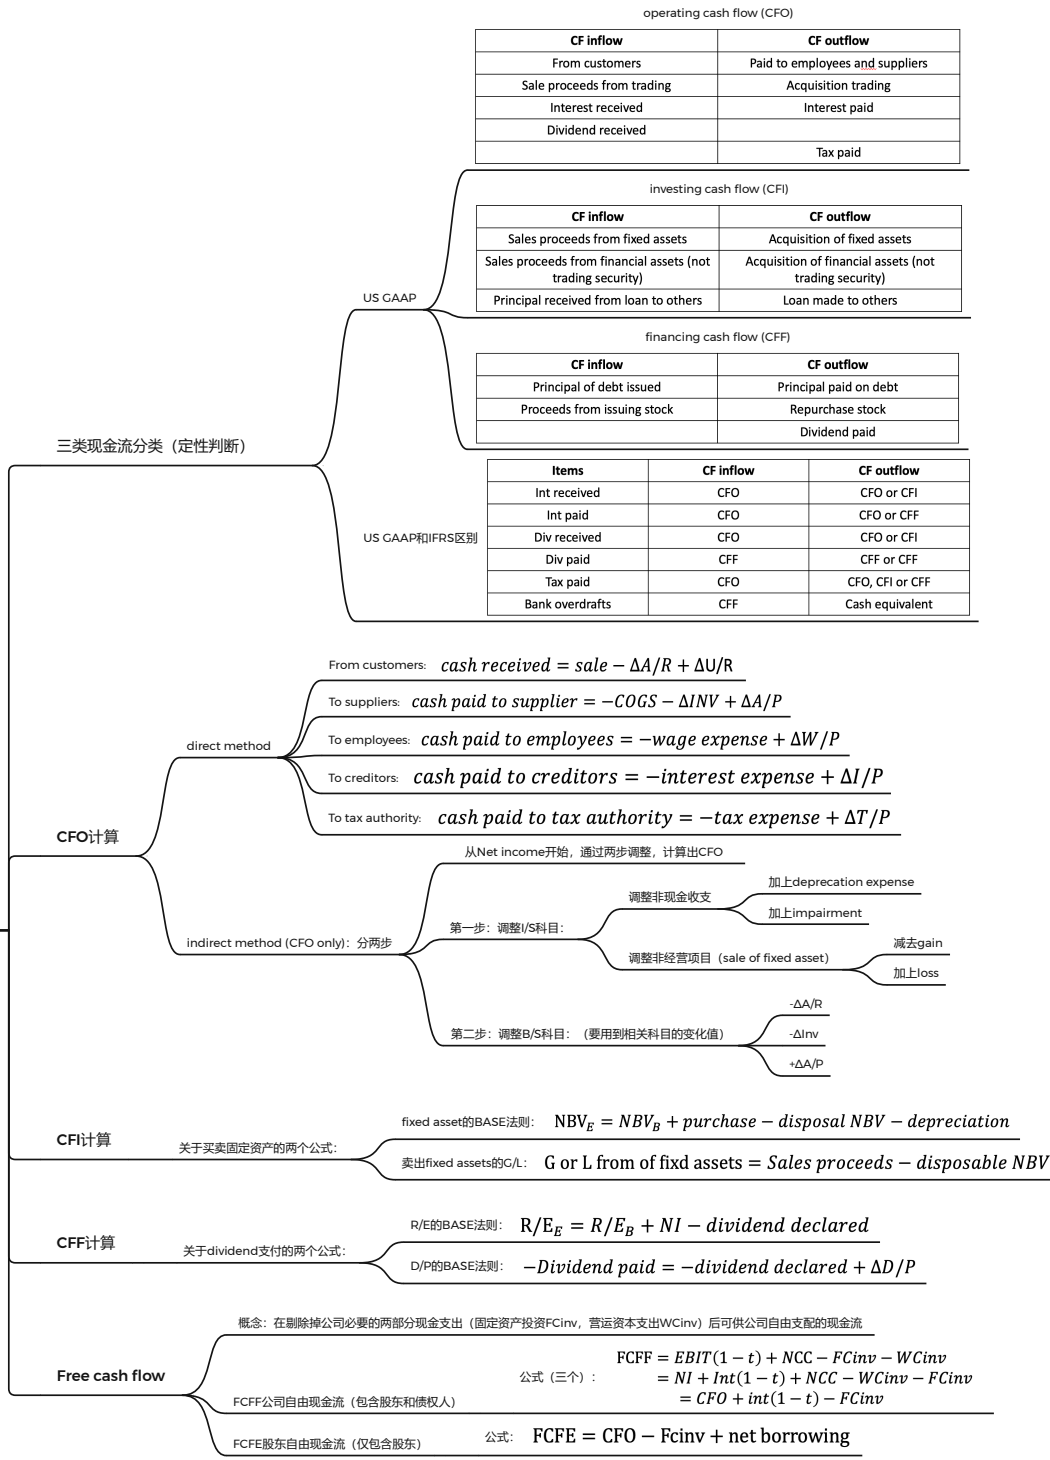 operating cash flow (CFO)
CF inflow CF outflow
From customers Paid to employees and suppliers
Sale proceeds from trading Acquisition trading
Interest received Interest paid
Dividend received
Tax paid
investing cash flow (CFI)
CF inflow CF outflow
Sales proceeds from fixed assets Acquisition of fixed assets
Sales proceeds from financial assets (not Acquisition of financial assets (not
trading security) trading security)
Principal received from loan to others Loan made to others
US GAAP
financing cash flow (CFF)
CF inflow CF outflow
Principal of debt issued Principal paid on debt
Proceeds from issuing stock Repurchase stock
Dividend paid
三类现金流分类（定性判断）
Items CF inflow CF outflow
Int received CFO CFO or CFI
Int paid CFO CFO or CFF
Div received CFO CFO or CFI
Div paid CFF CFF or CFF
Tax paid CFO CFO, CFI or CFF
Bank overdrafts CFF Cash equivalent
US GAAP和IFRS区别
From customers: cash received = sale − ΔA/R + ΔU/R
To suppliers: cash paid to supplier = −COGS − ΔINV + ΔA/P
To employees: cash paid to employees = −wage expense + ΔW/P
To creditors: cash paid to creditors = −interest expense + ΔI/P
To tax authority: cash paid to tax authority = −tax expense + ΔT/P
direct method
CFO计算
从Net income开始，通过两步调整，计算出CFO
indirect method (CFO only)：分两步
第一步：调整I/S科目：
调整非现金收支
加上deprecation expense
加上impairment
调整非经营项目（sale of fixed asset）
减去gain
加上loss
第二步：调整B/S科目：（要用到相关科目的变化值）
-ΔA/R
-ΔInv
+ΔA/P
CFI计算
关于买卖固定资产的两个公式：
fixed asset的BASE法则： NBV_E = NBV_B + purchase − disposal NBV − depreciation
卖出fixed assets的G/L： G or L from of fixd assets = Sales proceeds − disposable NBV
CFF计算
关于dividend支付的两个公式：
R/E的BASE法则： R/E_E = R/E_B + NI − dividend declared
D/P的BASE法则： −Dividend paid = −dividend declared + ΔD/P
Free cash flow
概念：在剔除掉公司必要的两部分现金支出（固定资产投资FCinv，营运资本支出WCinv）后可供公司自由支配的现金流
FCFF公司自由现金流（包含股东和债权人）
公式（三个）：
FCFF = EBIT(1 − t) + NCC − FCinv − WCinv
= NI + Int(1 − t) + NCC − WCinv − FCinv
= CFO + int(1 − t) − FCinv
FCFE股东自由现金流（仅包含股东）
公式： FCFE = CFO − Fcinv + net borrowing